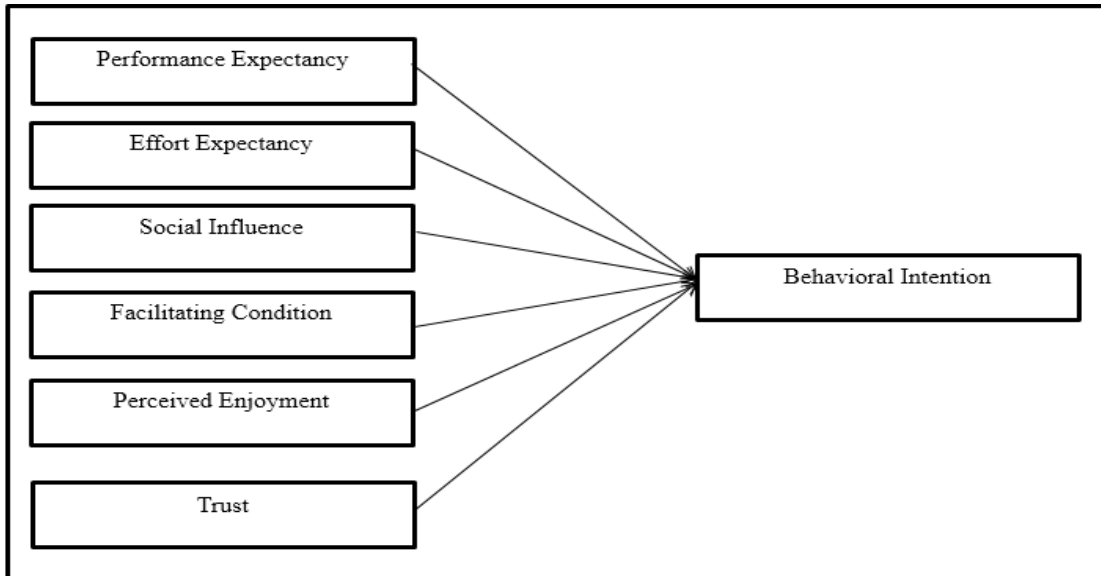 Performance Expectancy
Effort Expectancy
Social Influence
Facilitating Condition
Perceived Enjoyment
Trust
Behavioral Intention